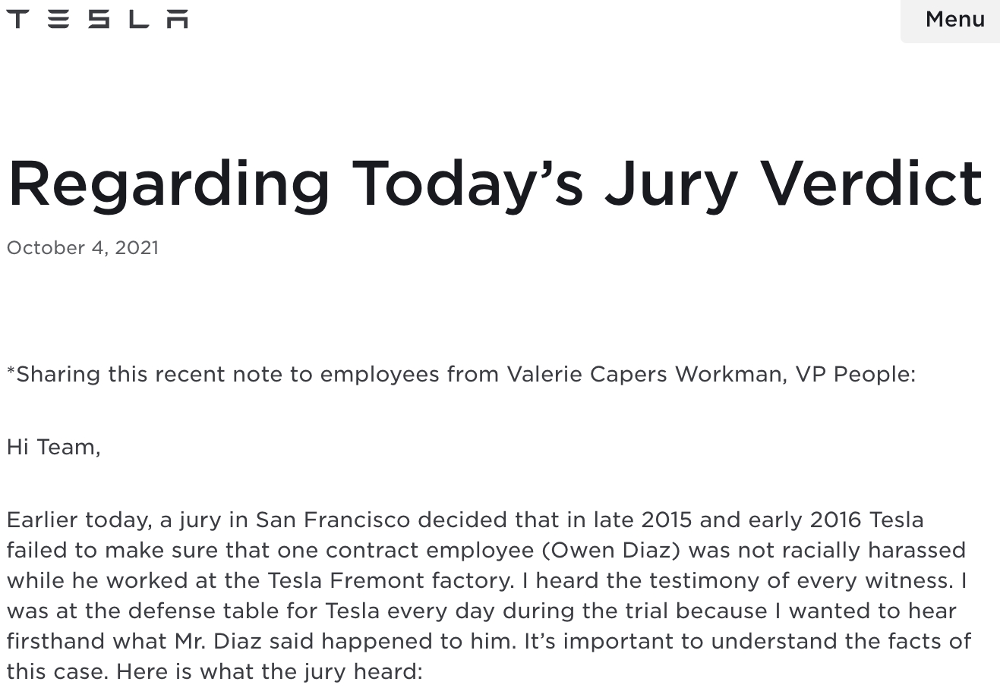 TESLA
Menu
Regarding Today’s Jury Verdict
October 4, 2021
*Sharing this recent note to employees from Valerie Capers Workman, VP People:
Hi Team,
Earlier today, a jury in San Francisco decided that in late 2015 and early 2016 Tesla
failed to make sure that one contract employee (Owen Diaz) was not racially harassed
while he worked at the Tesla Fremont factory. I heard the testimony of every witness. I
was at the defense table for Tesla every day during the trial because I wanted to hear
firsthand what Mr. Diaz said happened to him. It’s important to understand the facts of
this case. Here is what the jury heard: